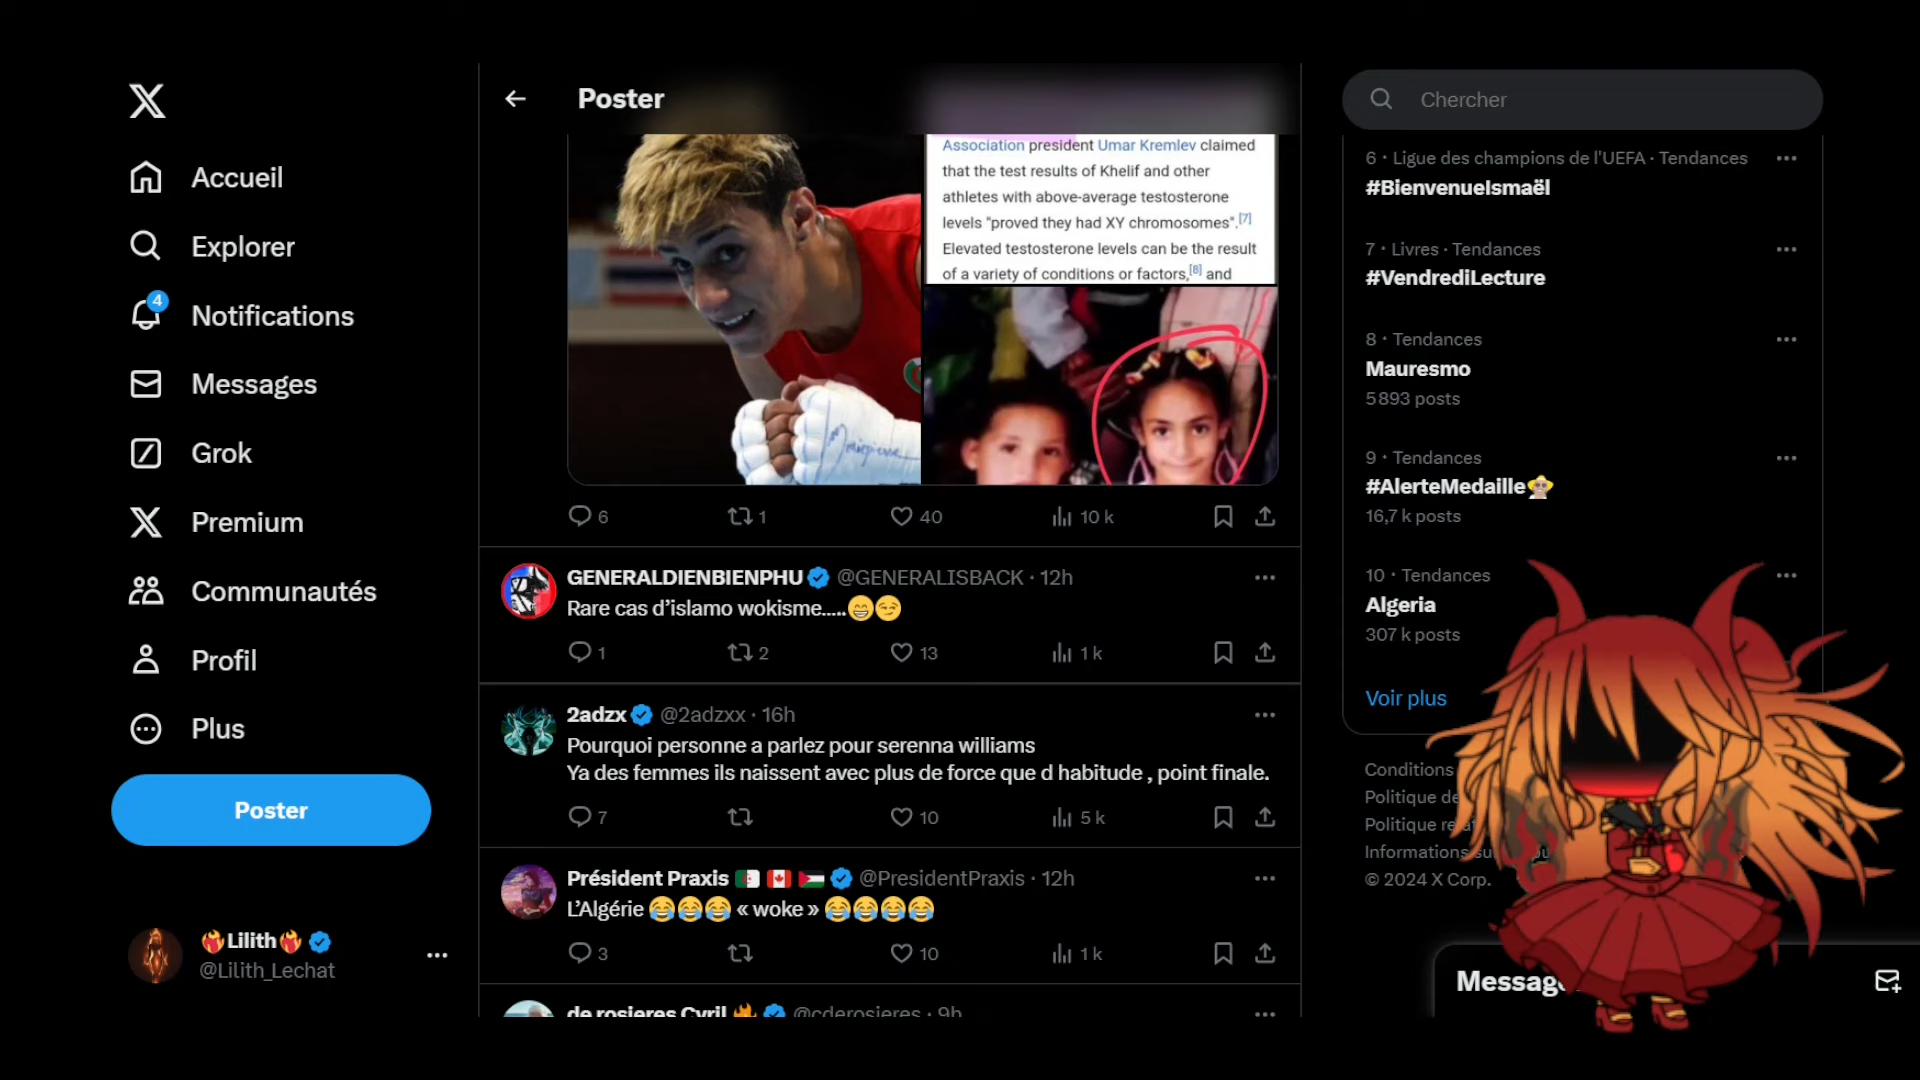 Accueil
Explorer
4
Notifications
Messages
Grok
Premium
Communautés
Profil
Plus
Poster
🔥Lilith🔥
@Lilith_Lechat
Poster
Association president Umar Kremlev claimed
that the test results of Khelif and other
athletes with above-average testosterone
levels "proved they had XY chromosomes".[7]
Elevated testosterone levels can be the result
of a variety of conditions or factors,[8] and
6 1 40 10 k
GENERALDIENBIENPHU @GENERALISBACK · 12h
Rare cas d’islamo wokisme.....😁😏
1 2 13 1 k
2adzx @2adzxx · 16h
Pourquoi personne a parlez pour serenna williams
Ya des femmes ils naissent avec plus de force que d habitude , point finale.
7 10 5 k
Président Praxis 🇩🇿 🇨🇦 🇵🇸 @PresidentPraxis · 12h
L’Algérie 😂😂😂 « woke » 😂😂😂😂
3 10 1 k
de rosieres Cyril 🔥 @cderosieres · 9h
Chercher
6 · Ligue des champions de l'UEFA · Tendances
#BienvenueIsmaël
7 · Livres · Tendances
#VendrediLecture
8 · Tendances
Mauresmo
5 893 posts
9 · Tendances
#AlerteMedaille
16,7 k posts
10 · Tendances
Algeria
307 k posts
Voir plus
Conditions
Politique
Politique
Informations
© 2024 X Corp.